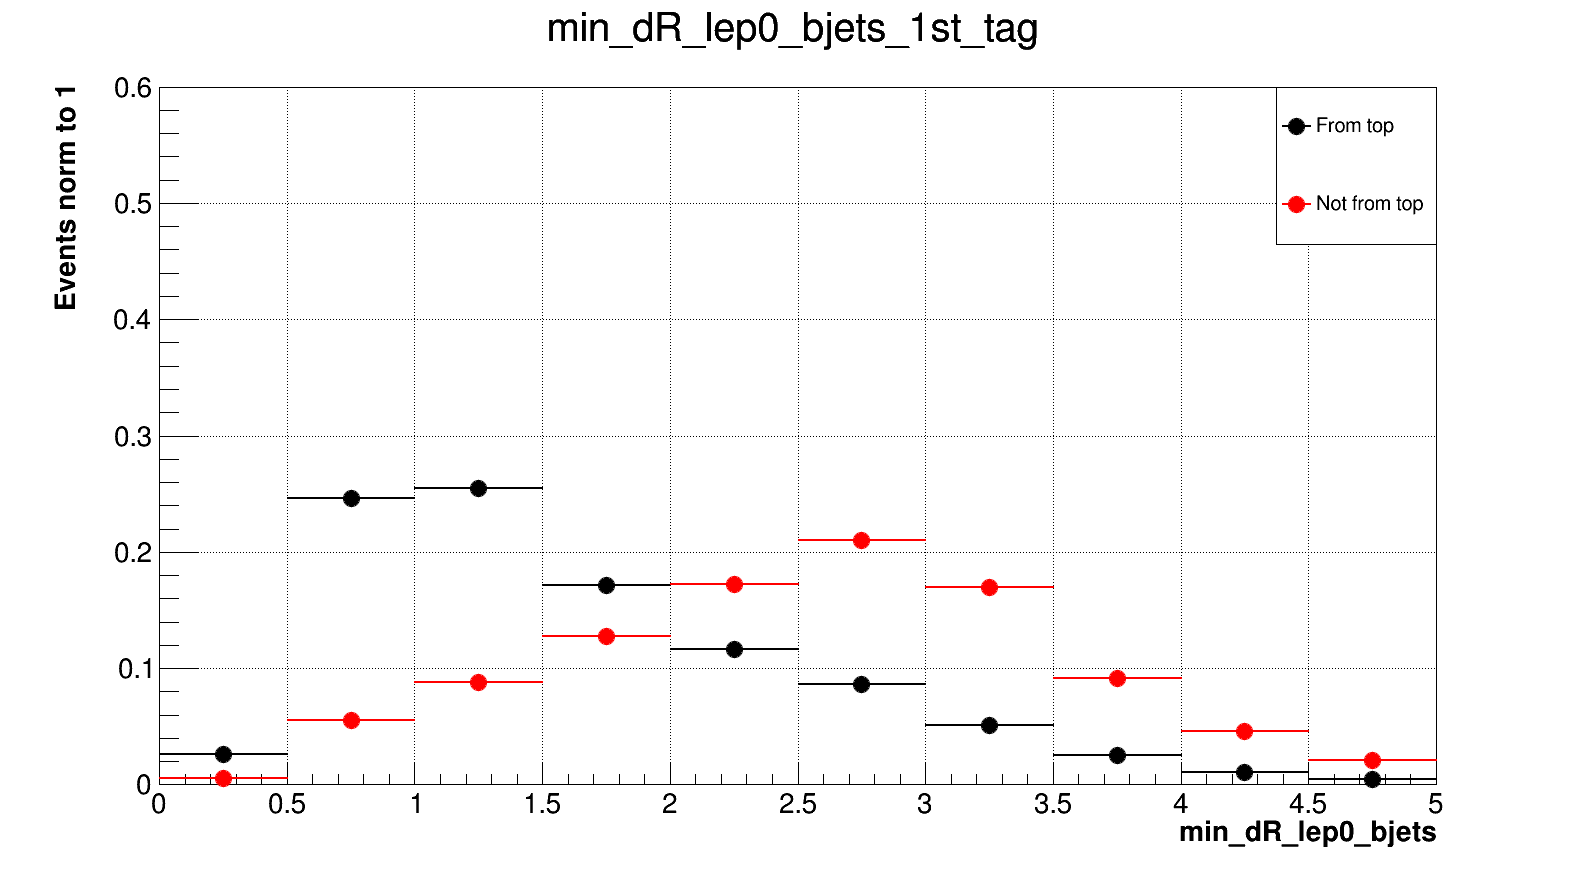 min_dR_lep0_bjets_1st_tag
Events norm to 1
0.6
0.5
0.4
0.3
0.2
0.1
0
From top
Not from top
0 0.5 1 1.5 2 2.5 3 3.5 4 4.5 5
min_dR_lep0_bjets